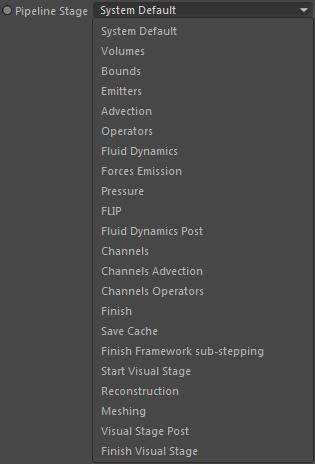 Pipeline Stage System Default
System Default
Volumes
Bounds
Emitters
Advection
Operators
Fluid Dynamics
Forces Emission
Pressure
FLIP
Fluid Dynamics Post
Channels
Channels Advection
Channels Operators
Finish
Save Cache
Finish Framework sub-stepping
Start Visual Stage
Reconstruction
Meshing
Visual Stage Post
Finish Visual Stage